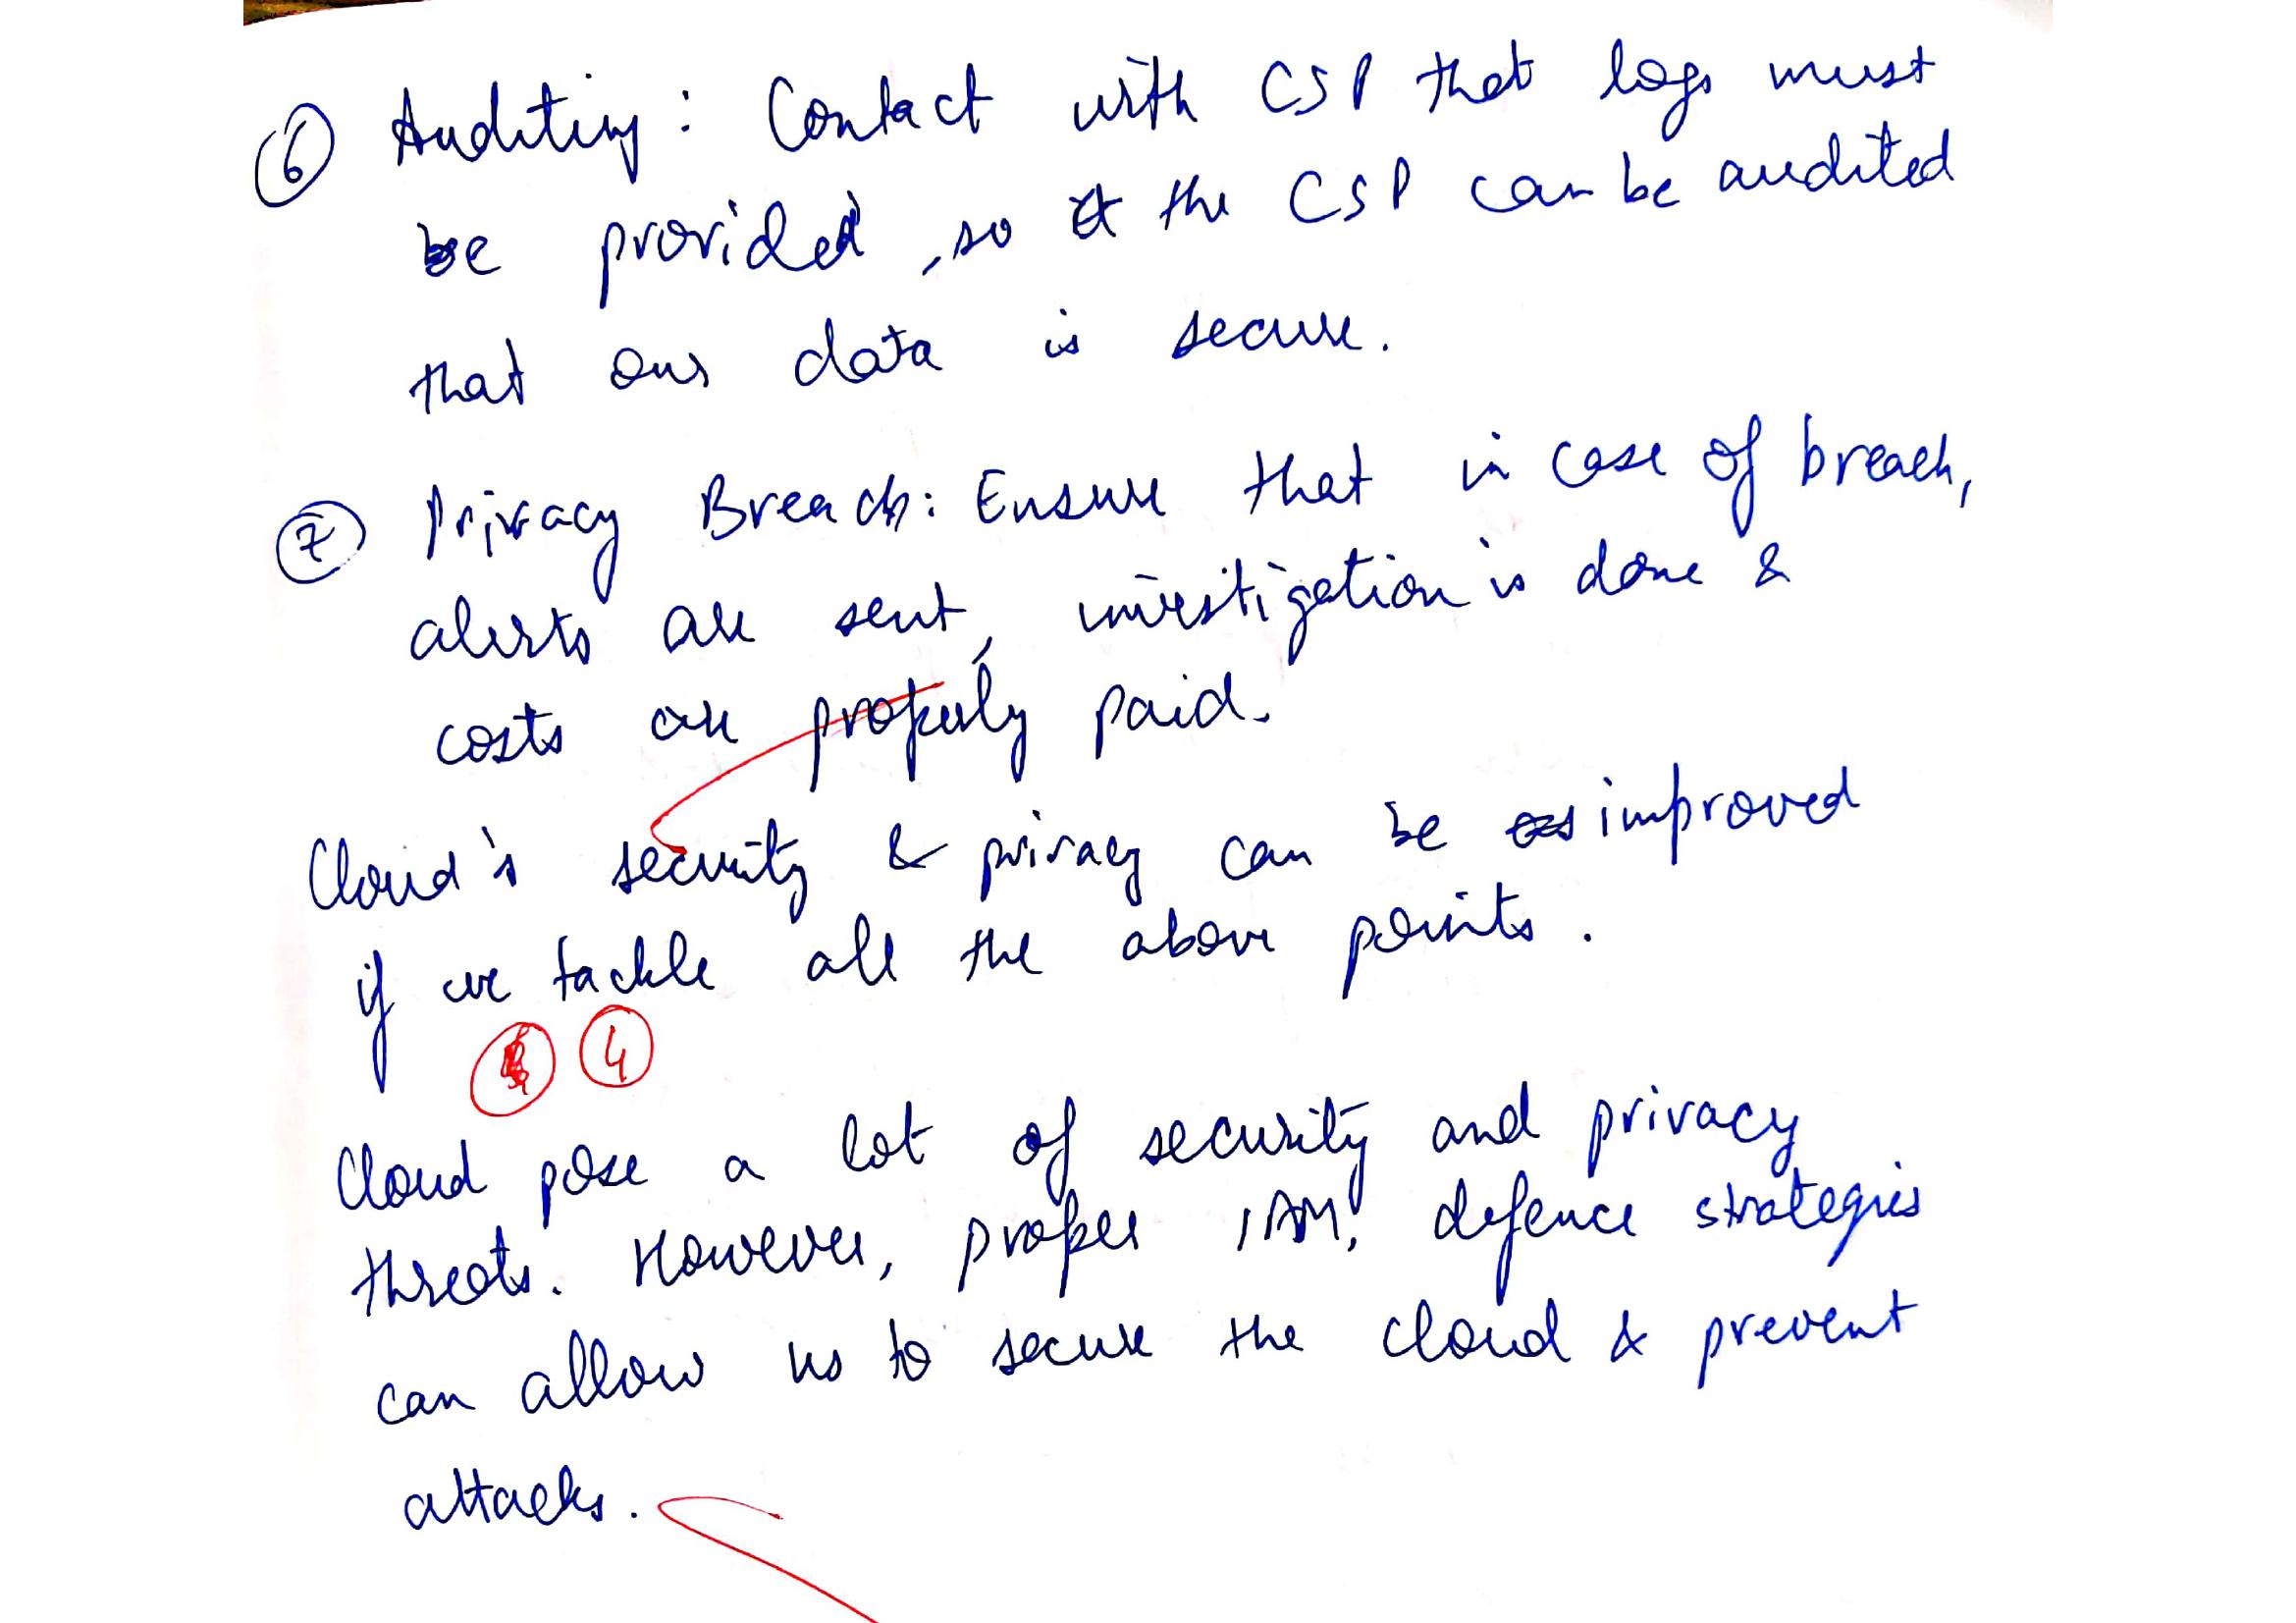 6 Auditing: Contact with CSP that logs must
be provided, so the CSP can be audited
that our data is secure.
7 Privacy Breach: Ensure that in case of breach,
alerts are sent, investigation is done &
costs are properly paid.
Cloud's security & privacy can be improved
if we tackle all the above points.
4
Cloud pose a lot of security and privacy
threats. However, proper IAM, defence strategies
can allow us to secure the cloud & prevent
attacks.